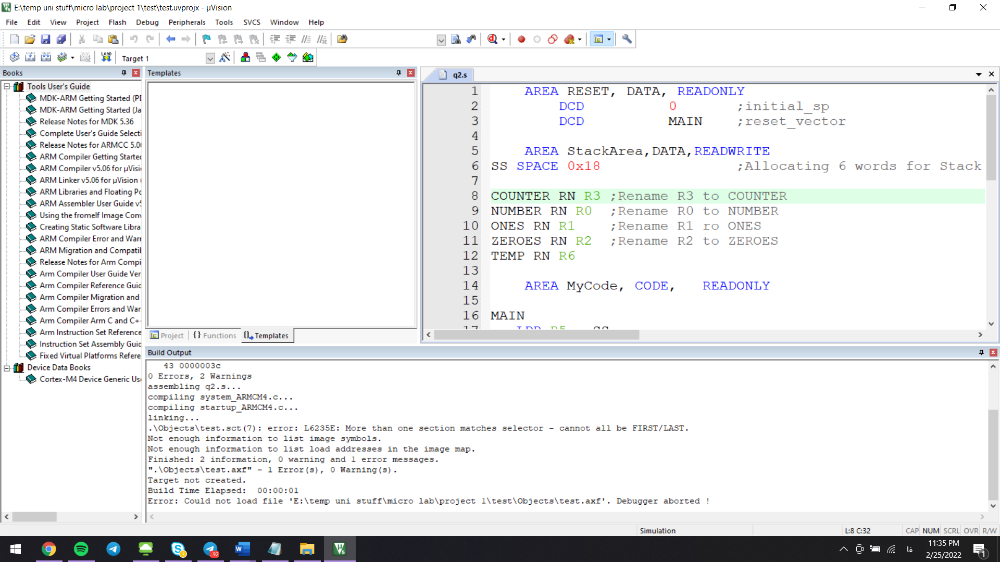 E:\temp uni stuff\micro lab\project 1\test\test.uvprojx - µVision
File Edit View Project Flash Debug Peripherals Tools SVCS Window Help
LOAD
Target 1
Books
Tools User's Guide
MDK-ARM Getting Started (PD
MDK-ARM Getting Started (Ja
Release Notes for MDK 5.36
Complete User's Guide Selecti
Release Notes for ARMCC 5.0
ARM Compiler Getting Started
ARM Compiler v5.06 for µVisi
ARM Linker v5.06 for µVision (
ARM Libraries and Floating Po
ARM Assembler User Guide v5
Using the fromelf Image Conv
Creating Static Software Libra
ARM Compiler Error and Warr
ARM Migration and Compatib
Release Notes for Arm Compi
Arm Compiler User Guide Ver
Arm Compiler Reference Guid
Arm Compiler Migration and
Arm Compiler Errors and War
Arm Compiler Arm C and C+
Arm Instruction Set Reference
Instruction Set Assembly Guid
Fixed Virtual Platforms Refere
Device Data Books
Cortex-M4 Device Generic Use
Templates
Project {} Functions Templates
q2.s
1 AREA RESET, DATA, READONLY
2 DCD 0 ;initial_sp
3 DCD MAIN ;reset_vector
4
5 AREA StackArea,DATA,READWRITE
6 SS SPACE 0x18 ;Allocating 6 words for Stack
7
8 COUNTER RN R3 ;Rename R3 to COUNTER
9 NUMBER RN R0 ;Rename R0 to NUMBER
10 ONES RN R1 ;Rename R1 ro ONES
11 ZEROES RN R2 ;Rename R2 to ZEROES
12 TEMP RN R6
13
14 AREA MyCode, CODE, READONLY
15
16 MAIN
Build Output
43 0000003c
0 Errors, 2 Warnings
assembling q2.s...
compiling system_ARMCM4.c...
compiling startup_ARMCM4.c...
linking...
.\Objects\test.sct(7): error: L6235E: More than one section matches selector - cannot all be FIRST/LAST.
Not enough information to list image symbols.
Not enough information to list load addresses in the image map.
Finished: 2 information, 0 warning and 1 error messages.
".\Objects\test.axf" - 1 Error(s), 0 Warning(s).
Target not created.
Build Time Elapsed:  00:00:01
Error: Could not load file 'E:\temp uni stuff\micro lab\project 1\test\Objects\test.axf'. Debugger aborted !
Simulation L:8 C:32 CAP NUM SCRL OVR R/W
92
فا
11:35 PM
2/25/2022
1